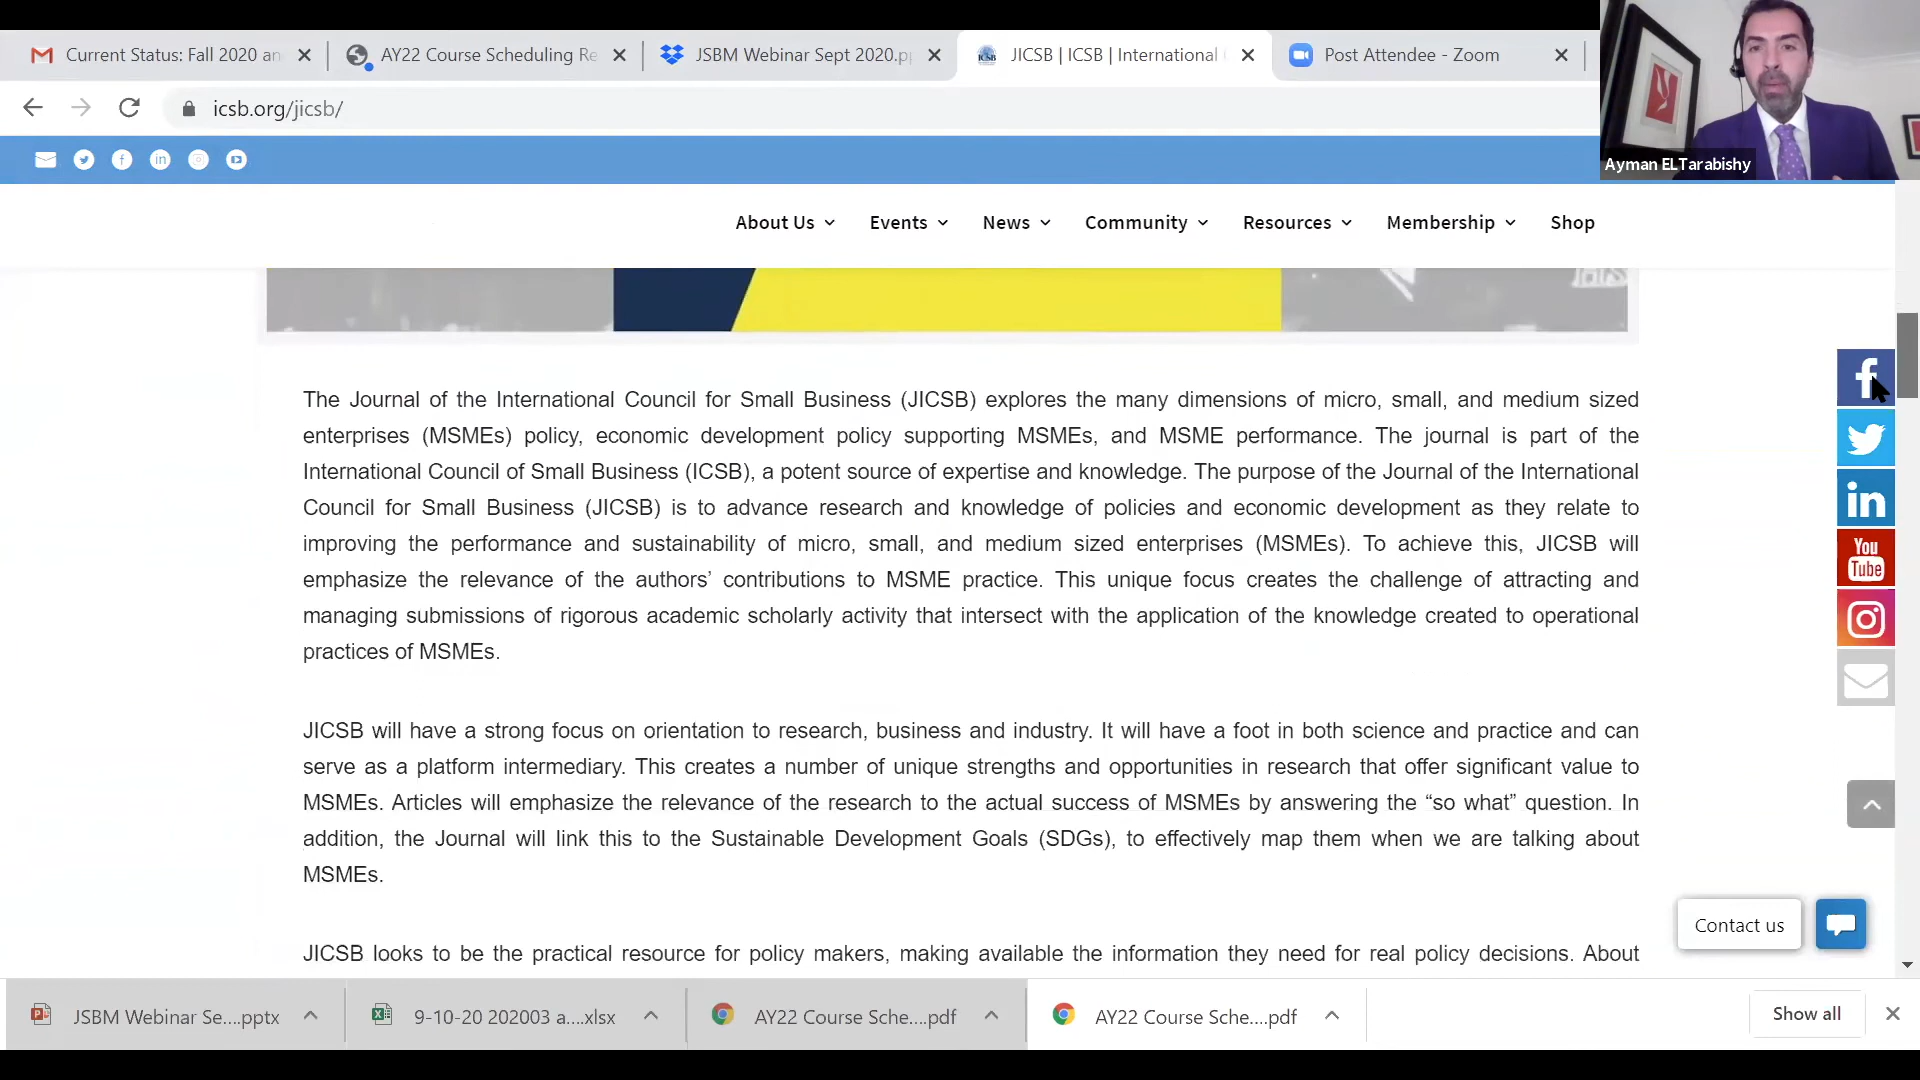 Current Status: Fall 2020 an
AY22 Course Scheduling Re
JSBM Webinar Sept 2020.p
JICSB | ICSB | International
Post Attendee - Zoom
icsb.org/jicsb/
Ayman ELTarabishy
About Us
Events
News
Community
Resources
Membership
Shop
The Journal of the International Council for Small Business (JICSB) explores the many dimensions of micro, small, and medium sized
enterprises (MSMEs) policy, economic development policy supporting MSMEs, and MSME performance. The journal is part of the
International Council of Small Business (ICSB), a potent source of expertise and knowledge. The purpose of the Journal of the International
Council for Small Business (JICSB) is to advance research and knowledge of policies and economic development as they relate to
improving the performance and sustainability of micro, small, and medium sized enterprises (MSMEs). To achieve this, JICSB will
emphasize the relevance of the authors’ contributions to MSME practice. This unique focus creates the challenge of attracting and
managing submissions of rigorous academic scholarly activity that intersect with the application of the knowledge created to operational
practices of MSMEs.
JICSB will have a strong focus on orientation to research, business and industry. It will have a foot in both science and practice and can
serve as a platform intermediary. This creates a number of unique strengths and opportunities in research that offer significant value to
MSMEs. Articles will emphasize the relevance of the research to the actual success of MSMEs by answering the “so what” question. In
addition, the Journal will link this to the Sustainable Development Goals (SDGs), to effectively map them when we are talking about
MSMEs.
JICSB looks to be the practical resource for policy makers, making available the information they need for real policy decisions. About
You
Tube
Contact us
JSBM Webinar Se....pptx
9-10-20 202003 a....xlsx
AY22 Course Sche....pdf
AY22 Course Sche....pdf
Show all